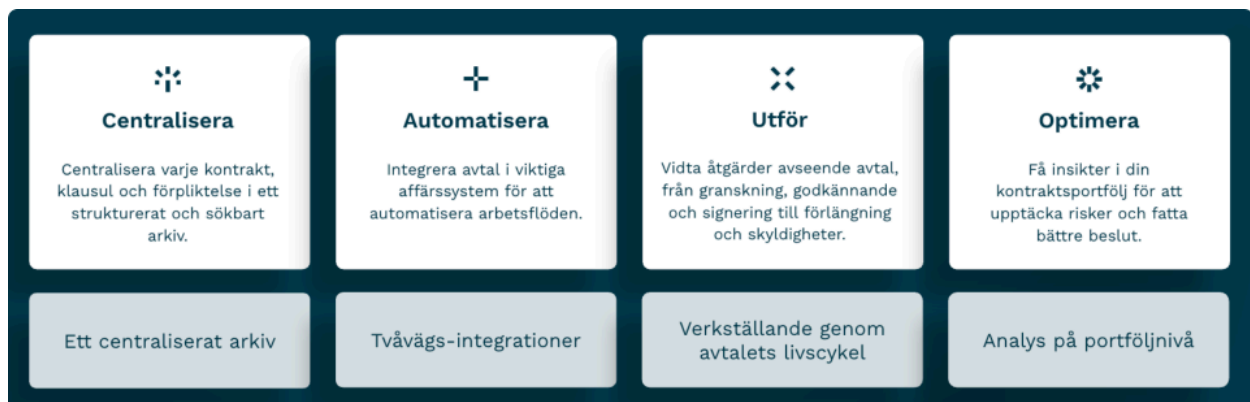 Centralisera
Centralisera varje kontrakt,
klausul och förpliktelse i ett
strukturerat och sökbart
arkiv.
Ett centraliserat arkiv
Automatisera
Integrera avtal i viktiga
affärssystem för att
automatisera arbetsflöden.
Tvåvägs-integrationer
Utför
Vidta åtgärder avseende avtal,
från granskning, godkännande
och signering till förlängning
och skyldigheter.
Verkställande genom
avtalets livscykel
Optimera
Få insikter i din
kontraktsportfölj för att
upptäcka risker och fatta
bättre beslut.
Analys på portföljnivå